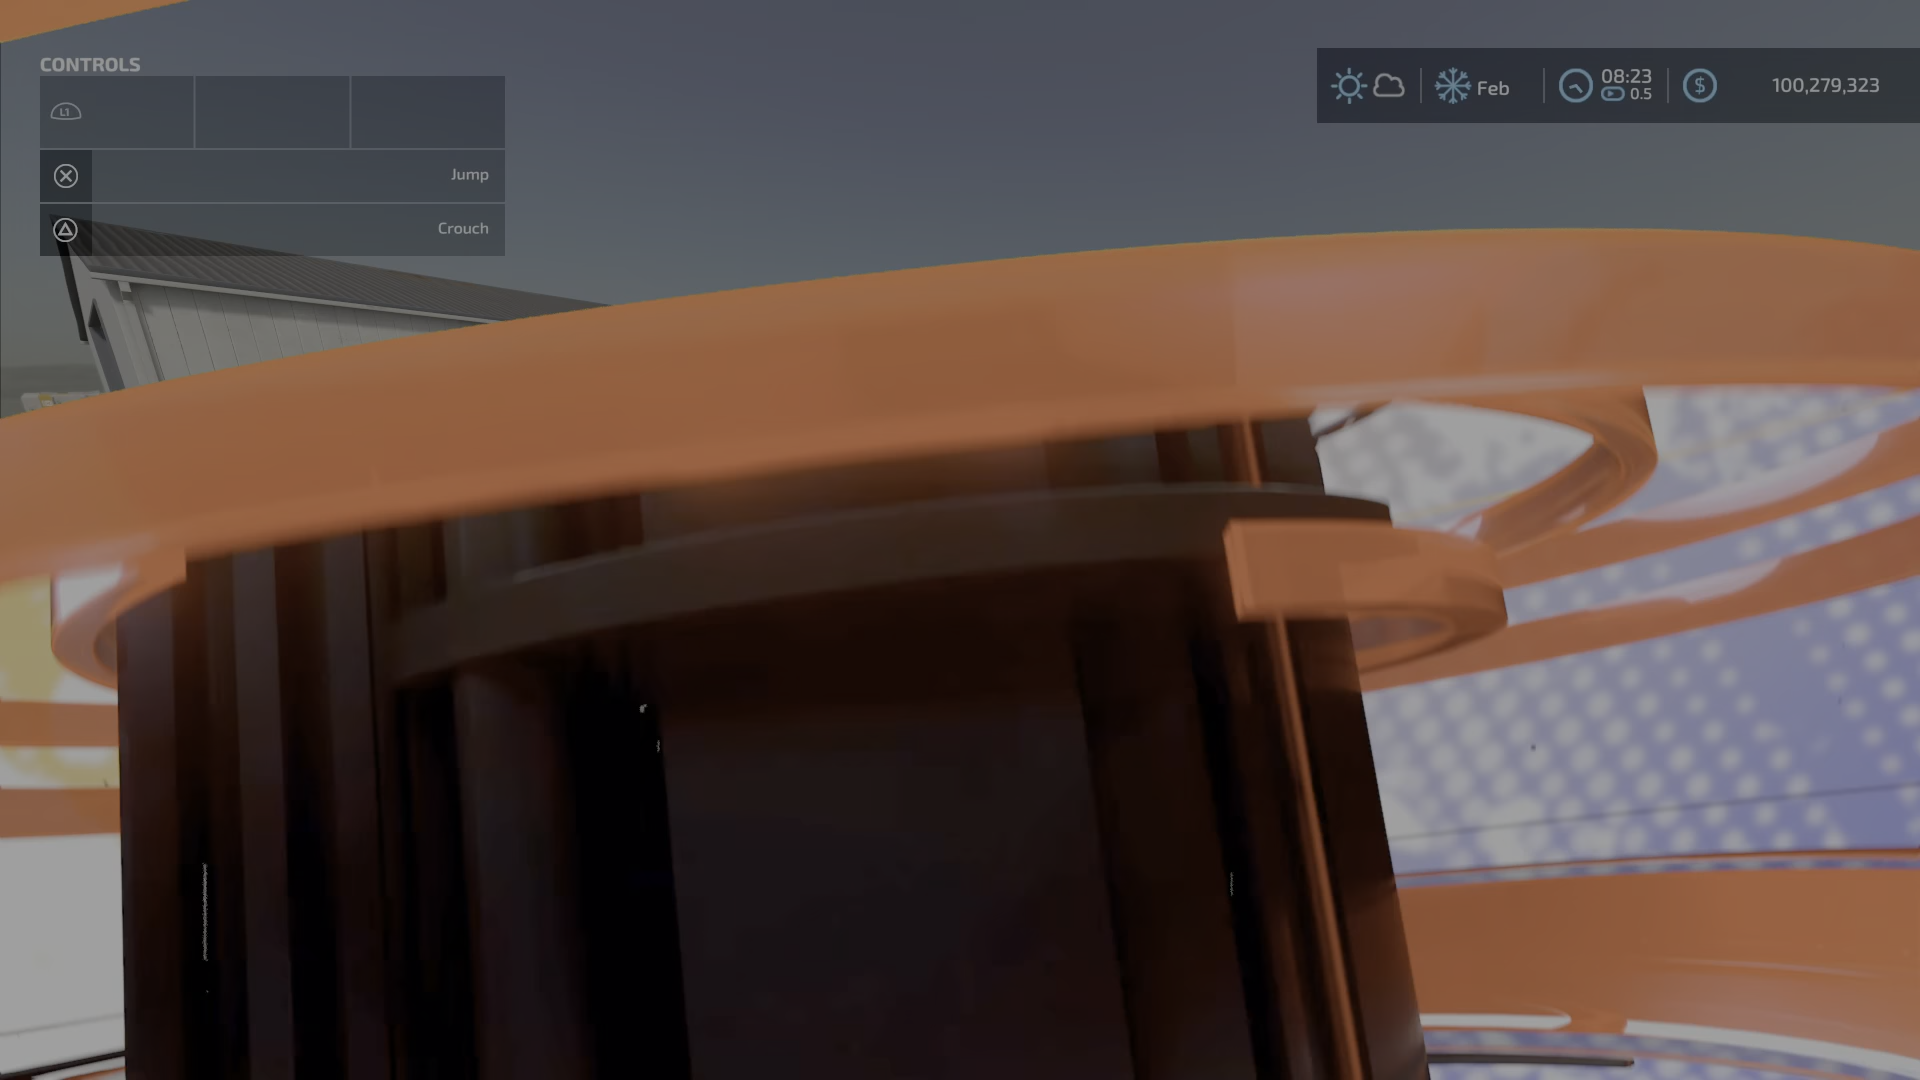 CONTROLS
L1
Jump
Crouch
Feb
08:23
0.5
$
100,279,323